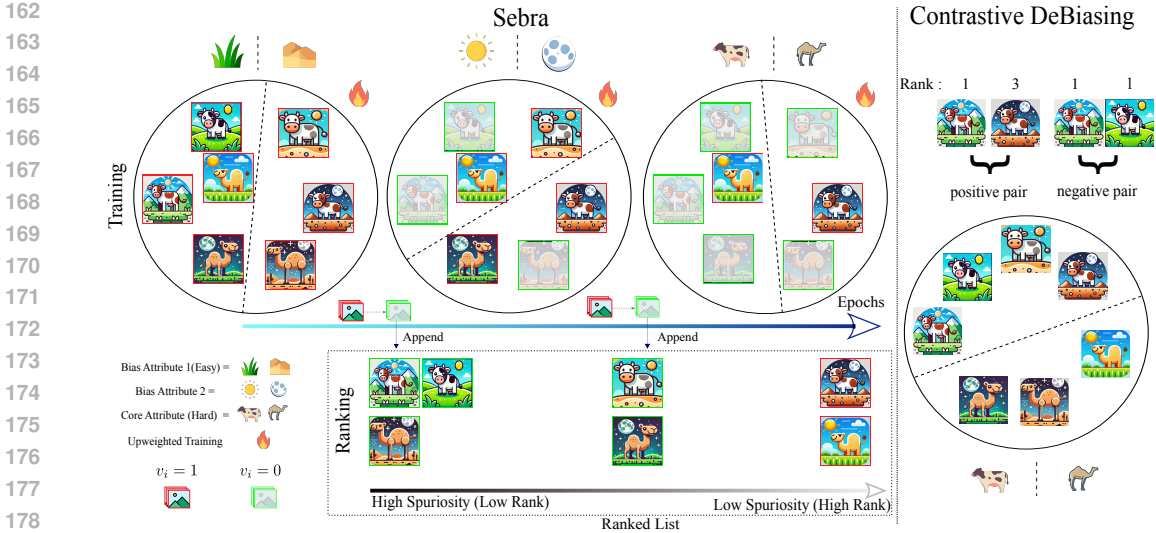 162
163
164
165
166
167
168
169
170
171
172
173
174
175
176
177
178
Sebra
Training
Epochs
Append
Append
Bias Attribute 1(Easy) =
Bias Attribute 2 =
Core Attribute (Hard) =
Upweighted Training
v_i = 1
v_i = 0
Ranking
High Spuriosity (Low Rank)
Low Spuriosity (High Rank)
Ranked List
Contrastive DeBiasing
Rank : 1 3 1 1
positive pair
negative pair